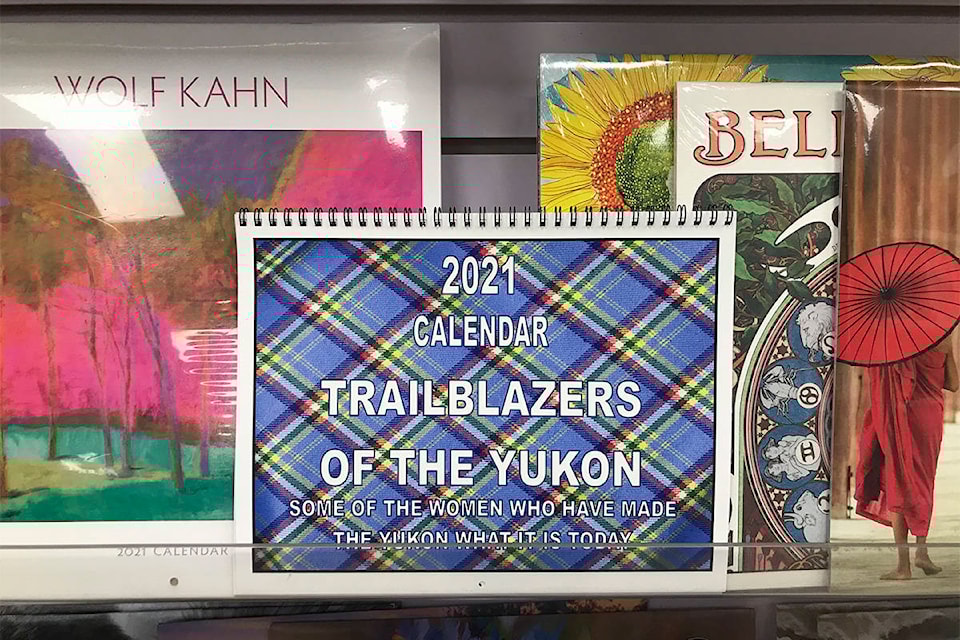 WOLF KAHN
2021 CALENDAR
2021
CALENDAR
TRAILBLAZERS
OF THE YUKON
SOME OF THE WOMEN WHO HAVE MADE
THE YUKON WHAT IT IS TODAY